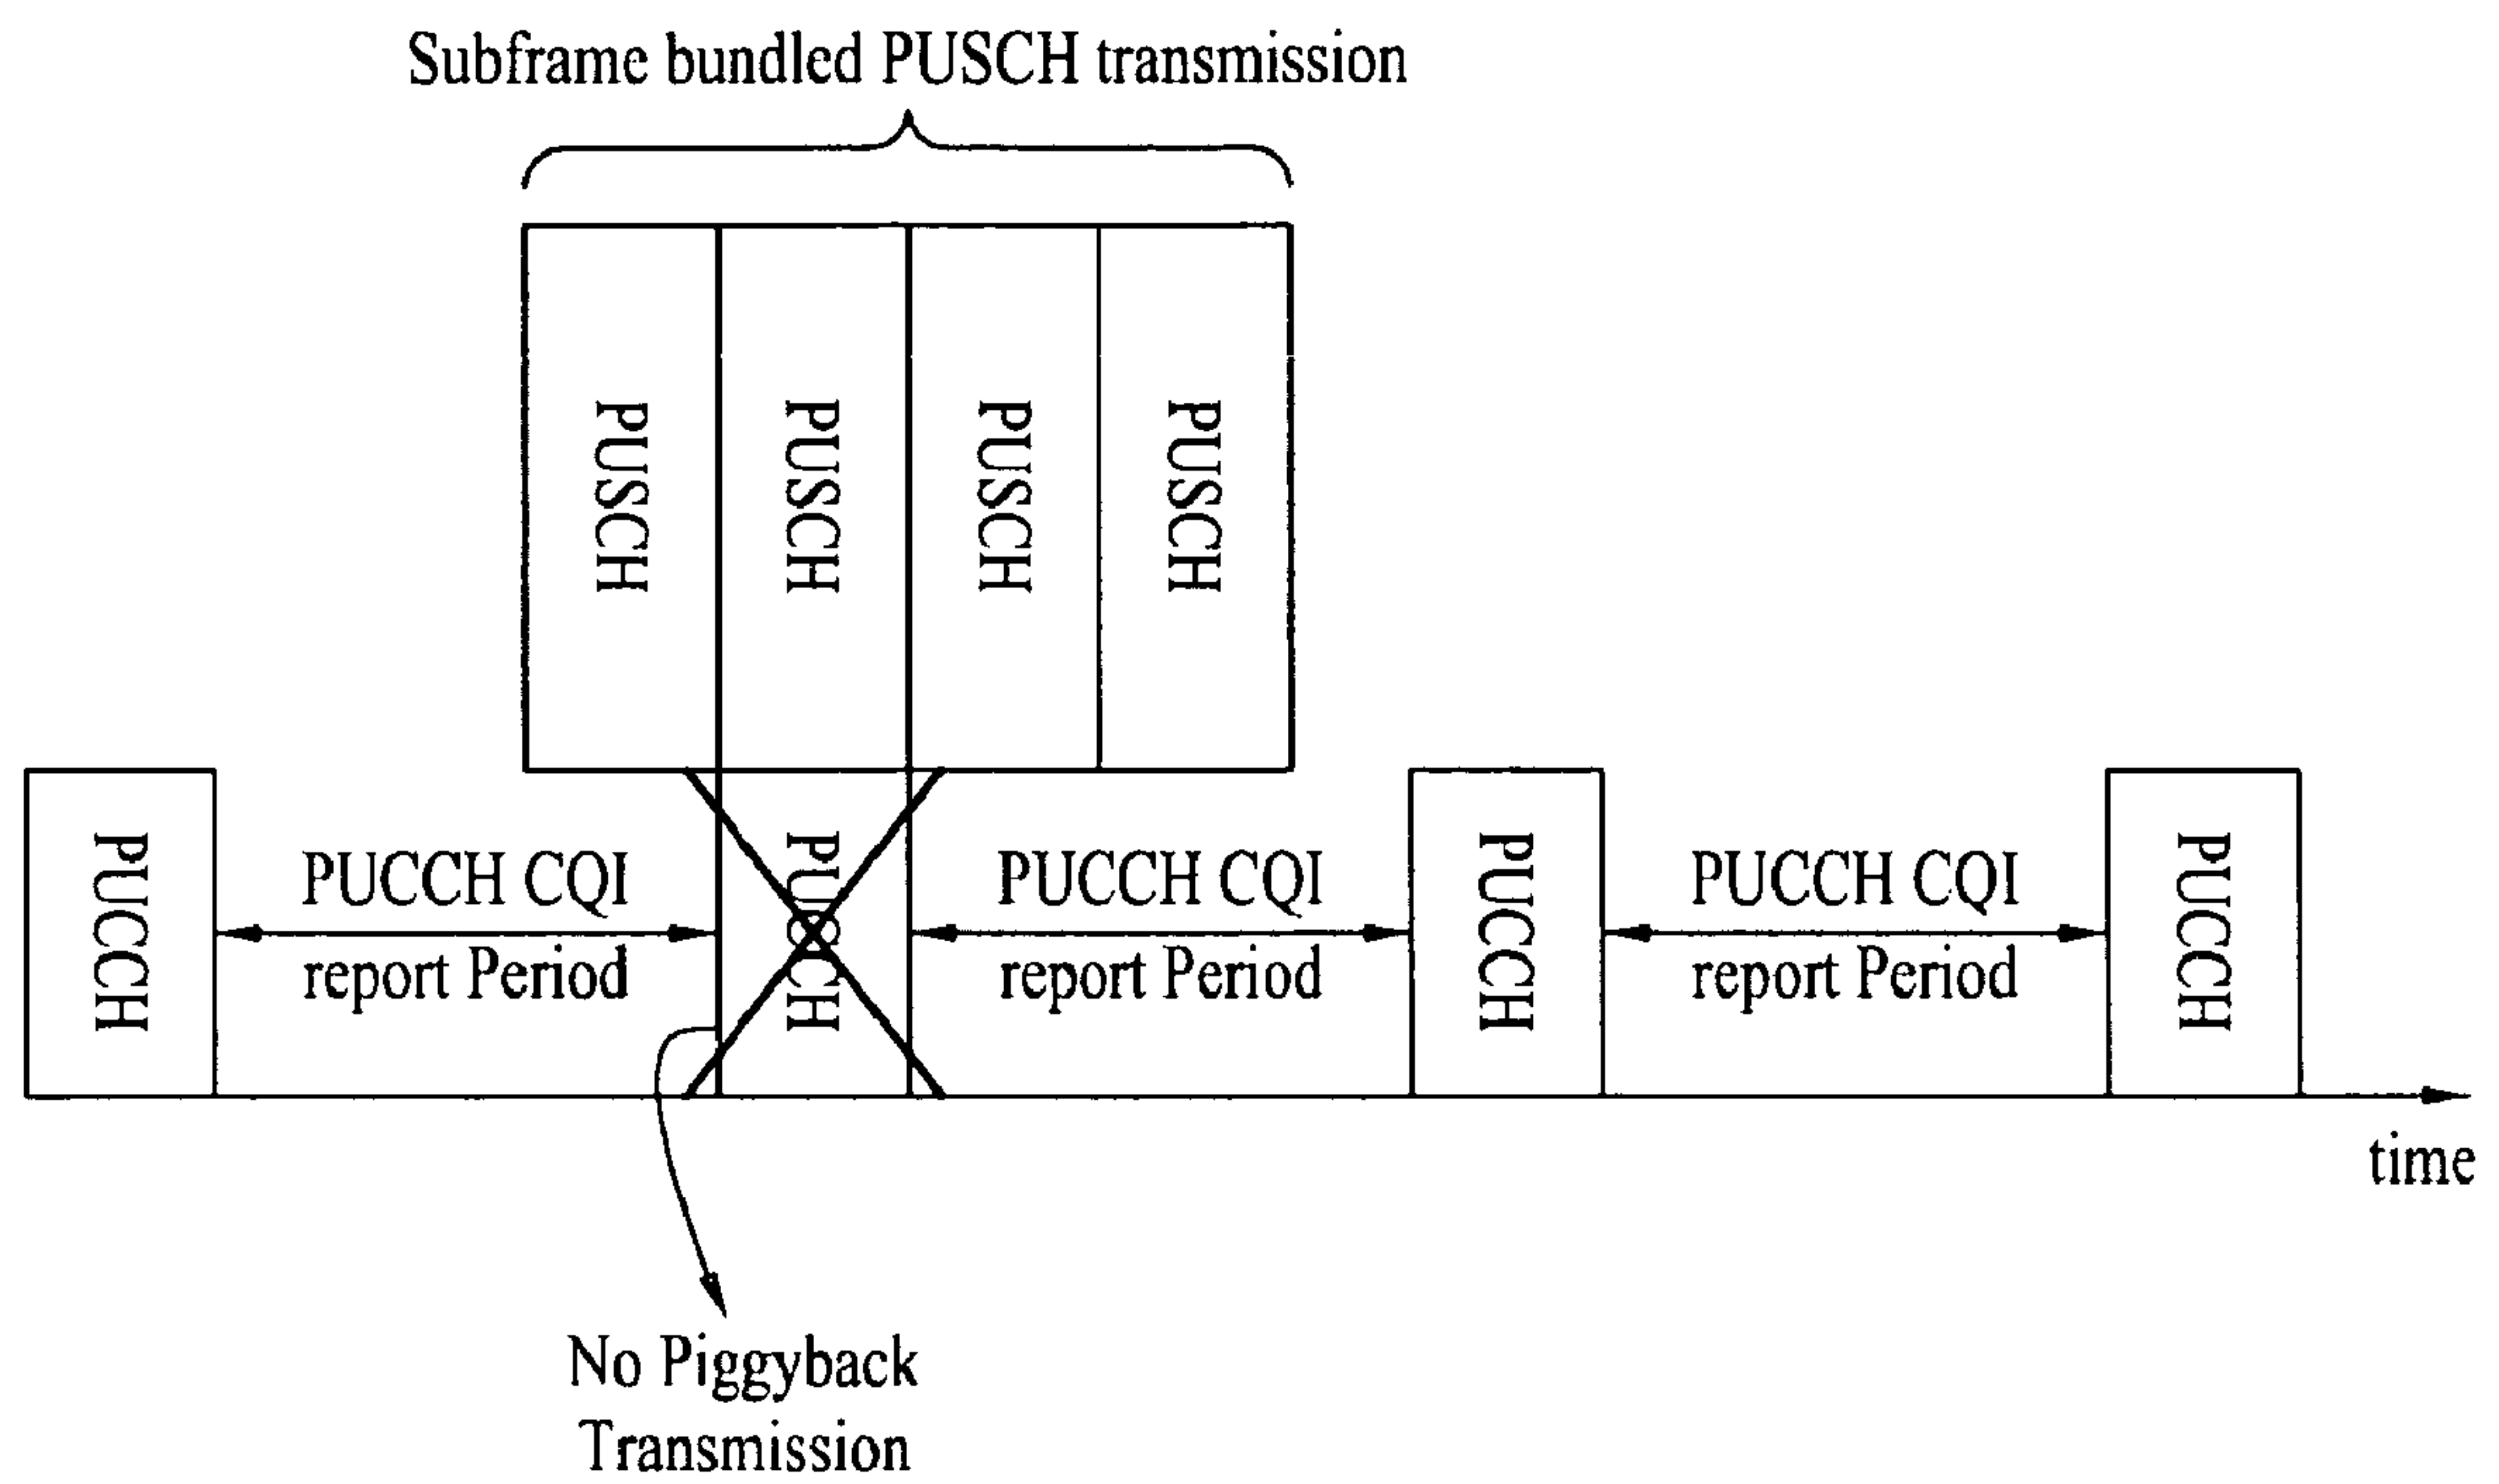 Subframe bundled PUSCH transmission
PUSCH
PUSCH
PUSCH
PUSCH
PUCCH
PUCCH CQI
report Period
PUCCH
PUCCH CQI
report Period
PUCCH
PUCCH CQI
report Period
PUCCH
time
No Piggyback
Transmission